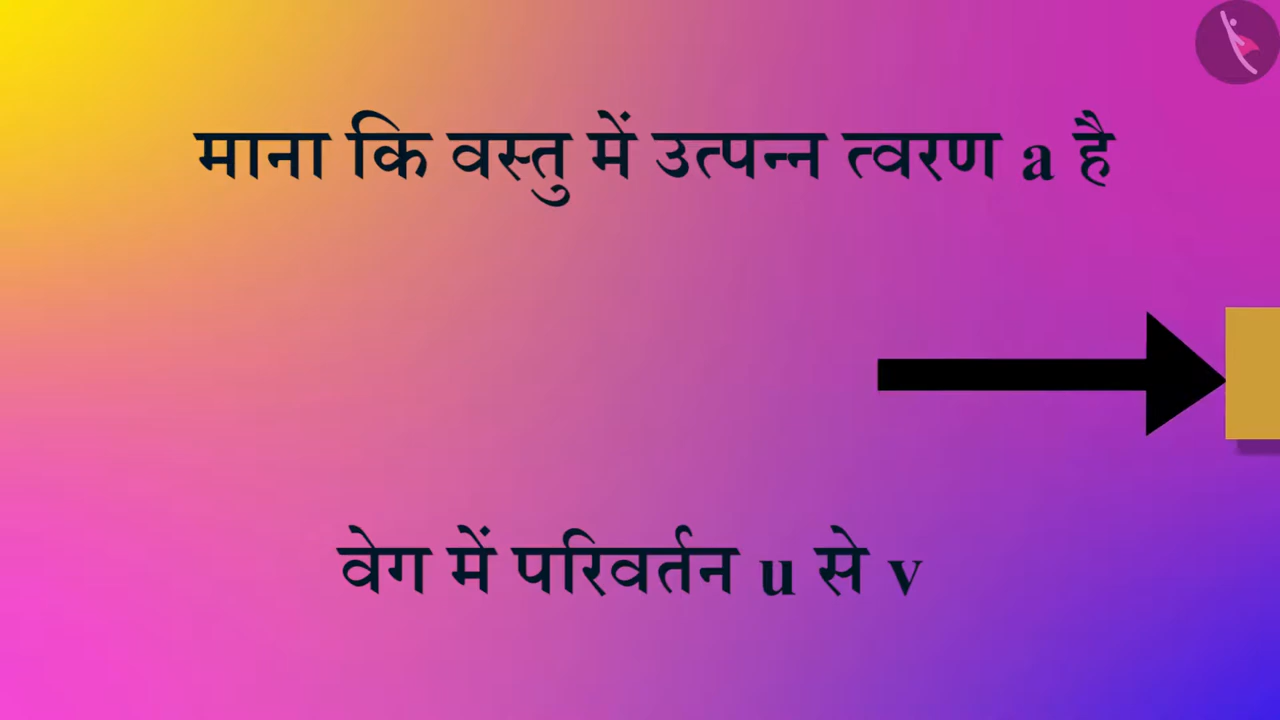 माना कि वस्तु में उत्पन्न त्वरण a है
वेग में परिवर्तन u से v